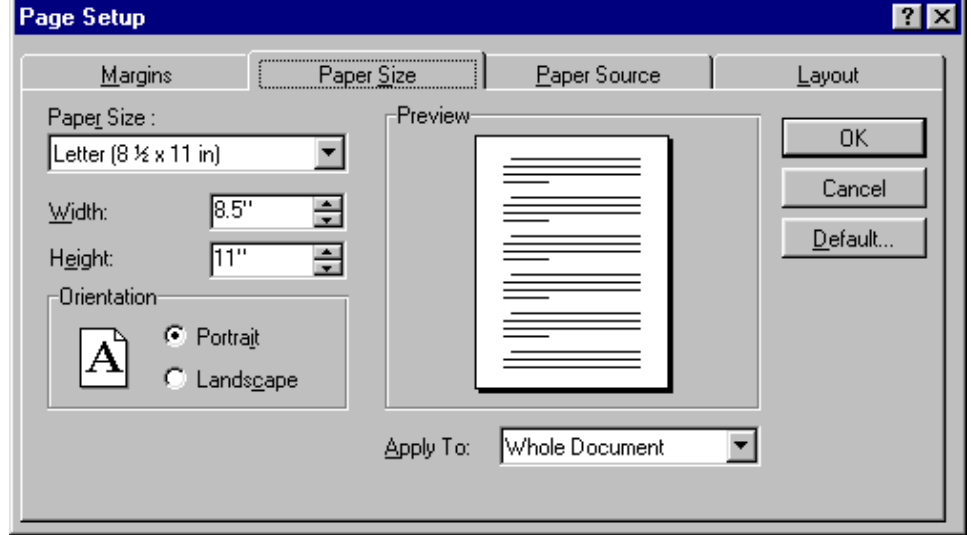 Page Setup
Margins
Paper Size
Paper Source
Layout
Paper Size :
Letter (8 ½ x 11 in)
Width:
8.5"
Height:
11"
Orientation
A
Portrait
Landscape
Preview
Apply To:
Whole Document
OK
Cancel
Default...